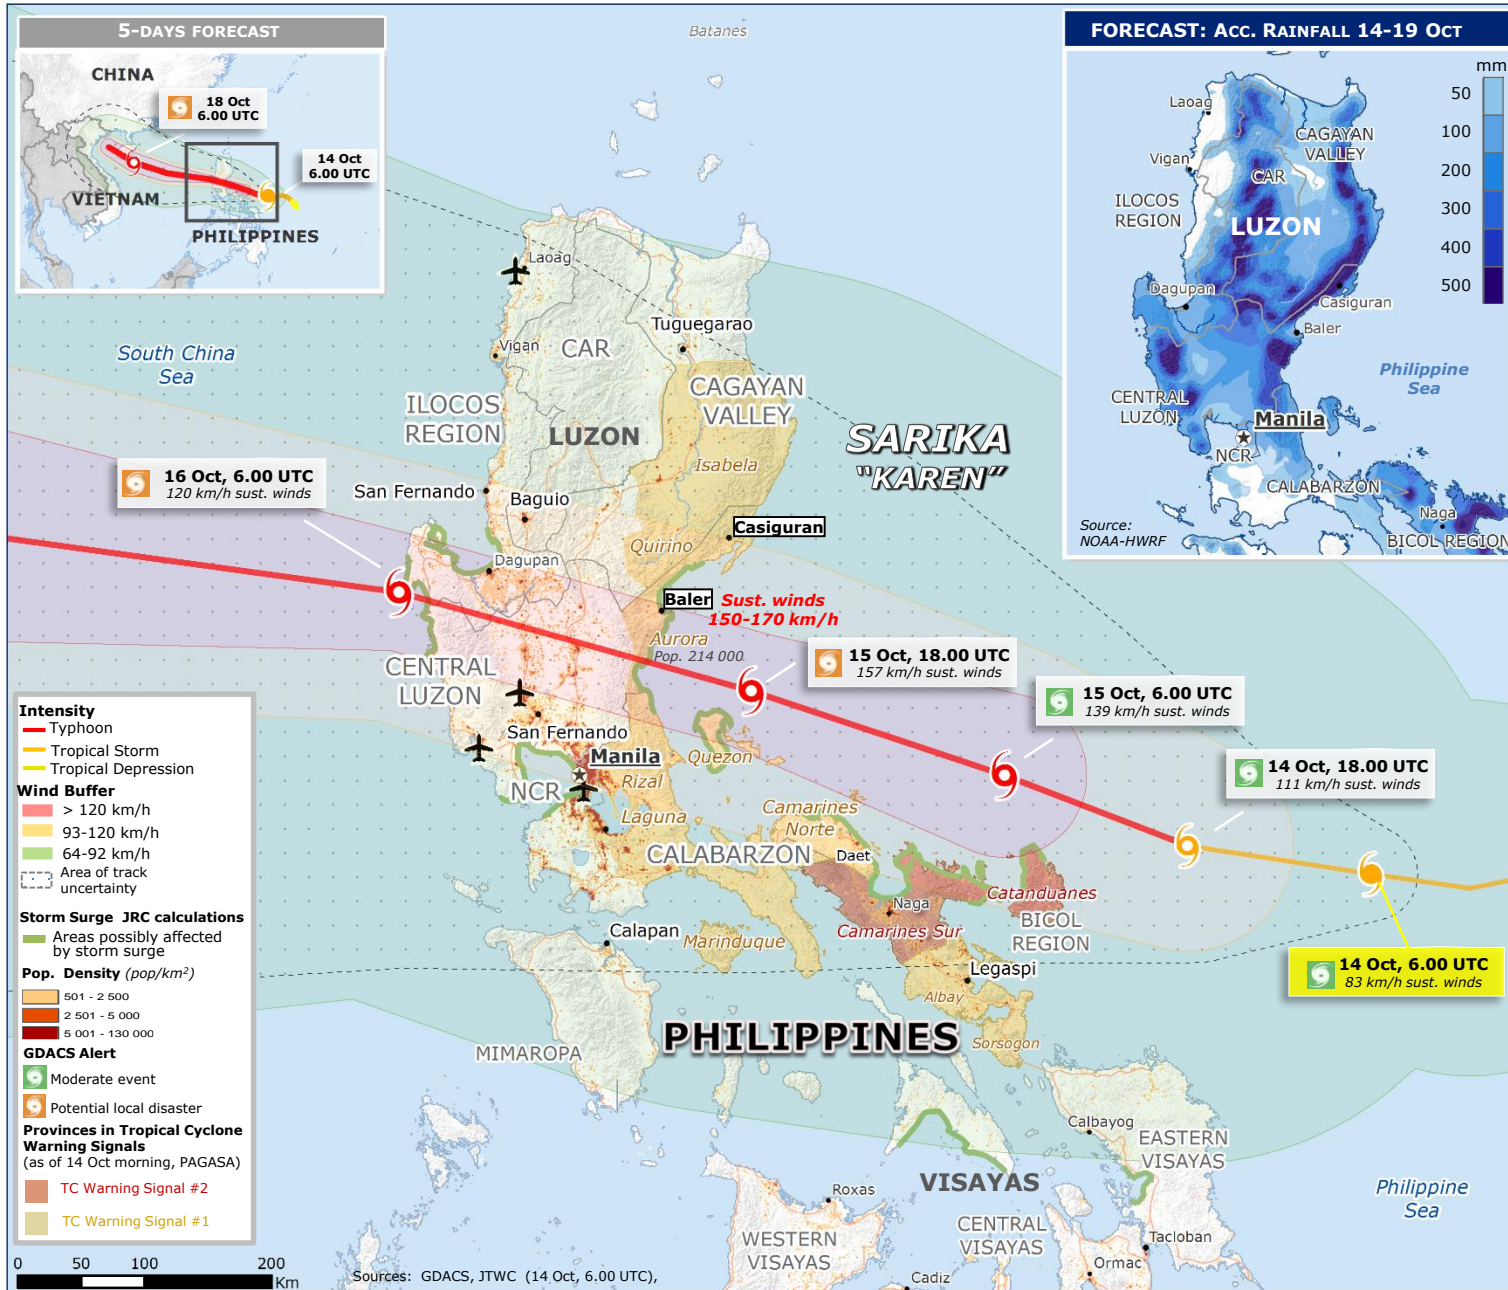 5-DAYS FORECAST
CHINA
18 Oct
6.00 UTC
14 Oct
6.00 UTC
VIETNAM
PHILIPPINES
Batanes
FORECAST: ACC. RAINFALL 14-19 OCT
mm
50
100
200
300
400
500
Laoag
CAGAYAN
VALLEY
Vigan
CAR
ILOCOS
REGION
LUZON
Dagupan
Casiguran
Baler
Philippine
Sea
CENTRAL
LUZON
Manila
NCR
CALABARZON
Naga
BICOL REGION
Source:
NOAA-HWRF
Laoag
South China
Sea
Vigan
Tuguegarao
CAR
CAGAYAN
VALLEY
ILOCOS
REGION
LUZON
SARIKA
"KAREN"
Isabela
16 Oct, 6.00 UTC
120 km/h sust. winds
San Fernando
Baguio
Casiguran
Quirino
Dagupan
Baler
Sust. winds
150-170 km/h
Aurora
Pop. 214 000
15 Oct, 18.00 UTC
157 km/h sust. winds
CENTRAL
LUZON
15 Oct, 6.00 UTC
139 km/h sust. winds
San Fernando
Manila
Quezon
14 Oct, 18.00 UTC
111 km/h sust. winds
NCR
Rizal
Laguna
Camarines
Norte
CALABARZON
Daet
Catanduanes
Naga
Camarines Sur
BICOL
REGION
Calapan
Marinduque
Legaspi
14 Oct, 6.00 UTC
83 km/h sust. winds
Albay
PHILIPPINES
Sorsogon
MIMAROPA
Calbayog
EASTERN
VISAYAS
VISAYAS
Roxas
Philippine
Sea
WESTERN
VISAYAS
CENTRAL
VISAYAS
Tacloban
Ormac
Cadiz
Intensity
Typhoon
Tropical Storm
Tropical Depression
Wind Buffer
> 120 km/h
93-120 km/h
64-92 km/h
Area of track
uncertainty
Storm Surge JRC calculations
Areas possibly affected
by storm surge
Pop. Density (pop/km²)
501 - 2 500
2 501 - 5 000
5 001 - 130 000
GDACS Alert
Moderate event
Potential local disaster
Provinces in Tropical Cyclone
Warning Signals
(as of 14 Oct morning, PAGASA)
TC Warning Signal #2
TC Warning Signal #1
0 50 100 200
Km
Sources: GDACS, JTWC (14 Oct, 6.00 UTC),